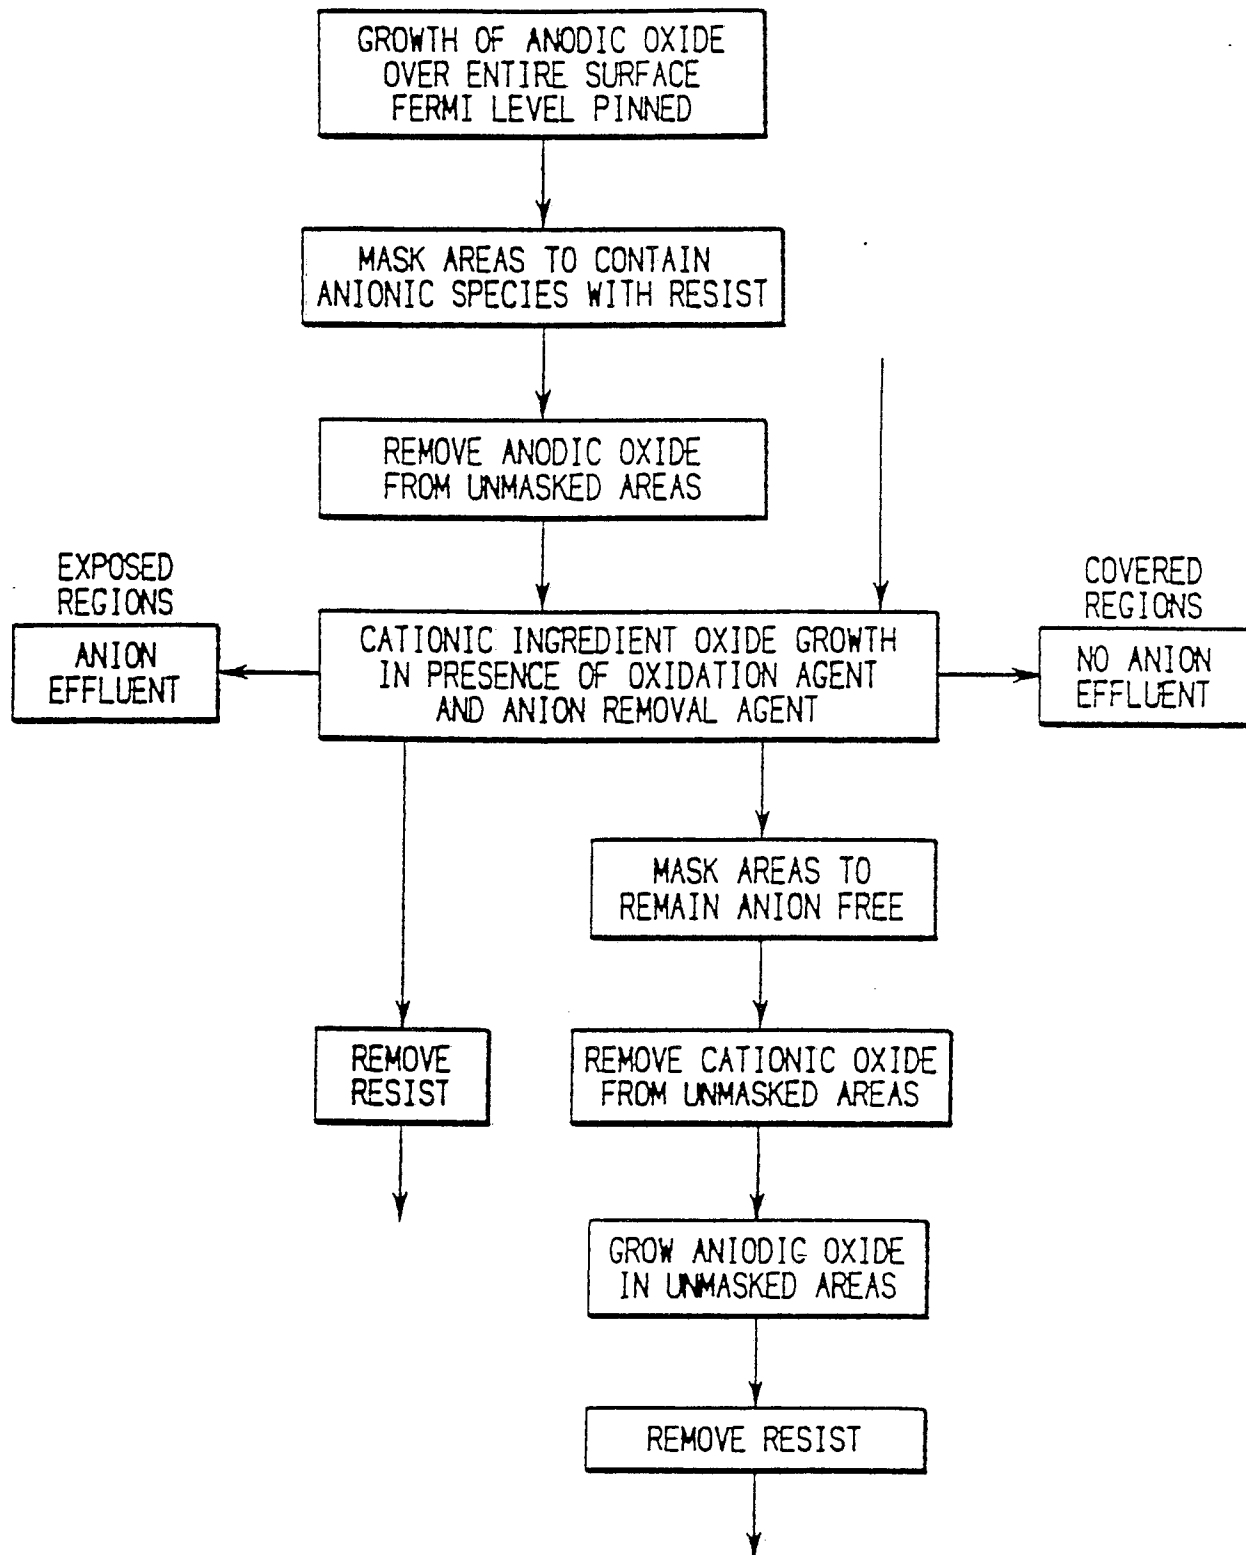 GROWTH OF ANODIC OXIDE
OVER ENTIRE SURFACE
FERMI LEVEL PINNED
MASK AREAS TO CONTAIN
ANIONIC SPECIES WITH RESIST
REMOVE ANODIC OXIDE
FROM UNMASKED AREAS
EXPOSED
REGIONS
ANION
EFFLUENT
CATIONIC INGREDIENT OXIDE GROWTH
IN PRESENCE OF OXIDATION AGENT
AND ANION REMOVAL AGENT
COVERED
REGIONS
NO ANION
EFFLUENT
MASK AREAS TO
REMAIN ANION FREE
REMOVE
RESIST
REMOVE CATIONIC OXIDE
FROM UNMASKED AREAS
GROW ANIODIC OXIDE
IN UNMASKED AREAS
REMOVE RESIST